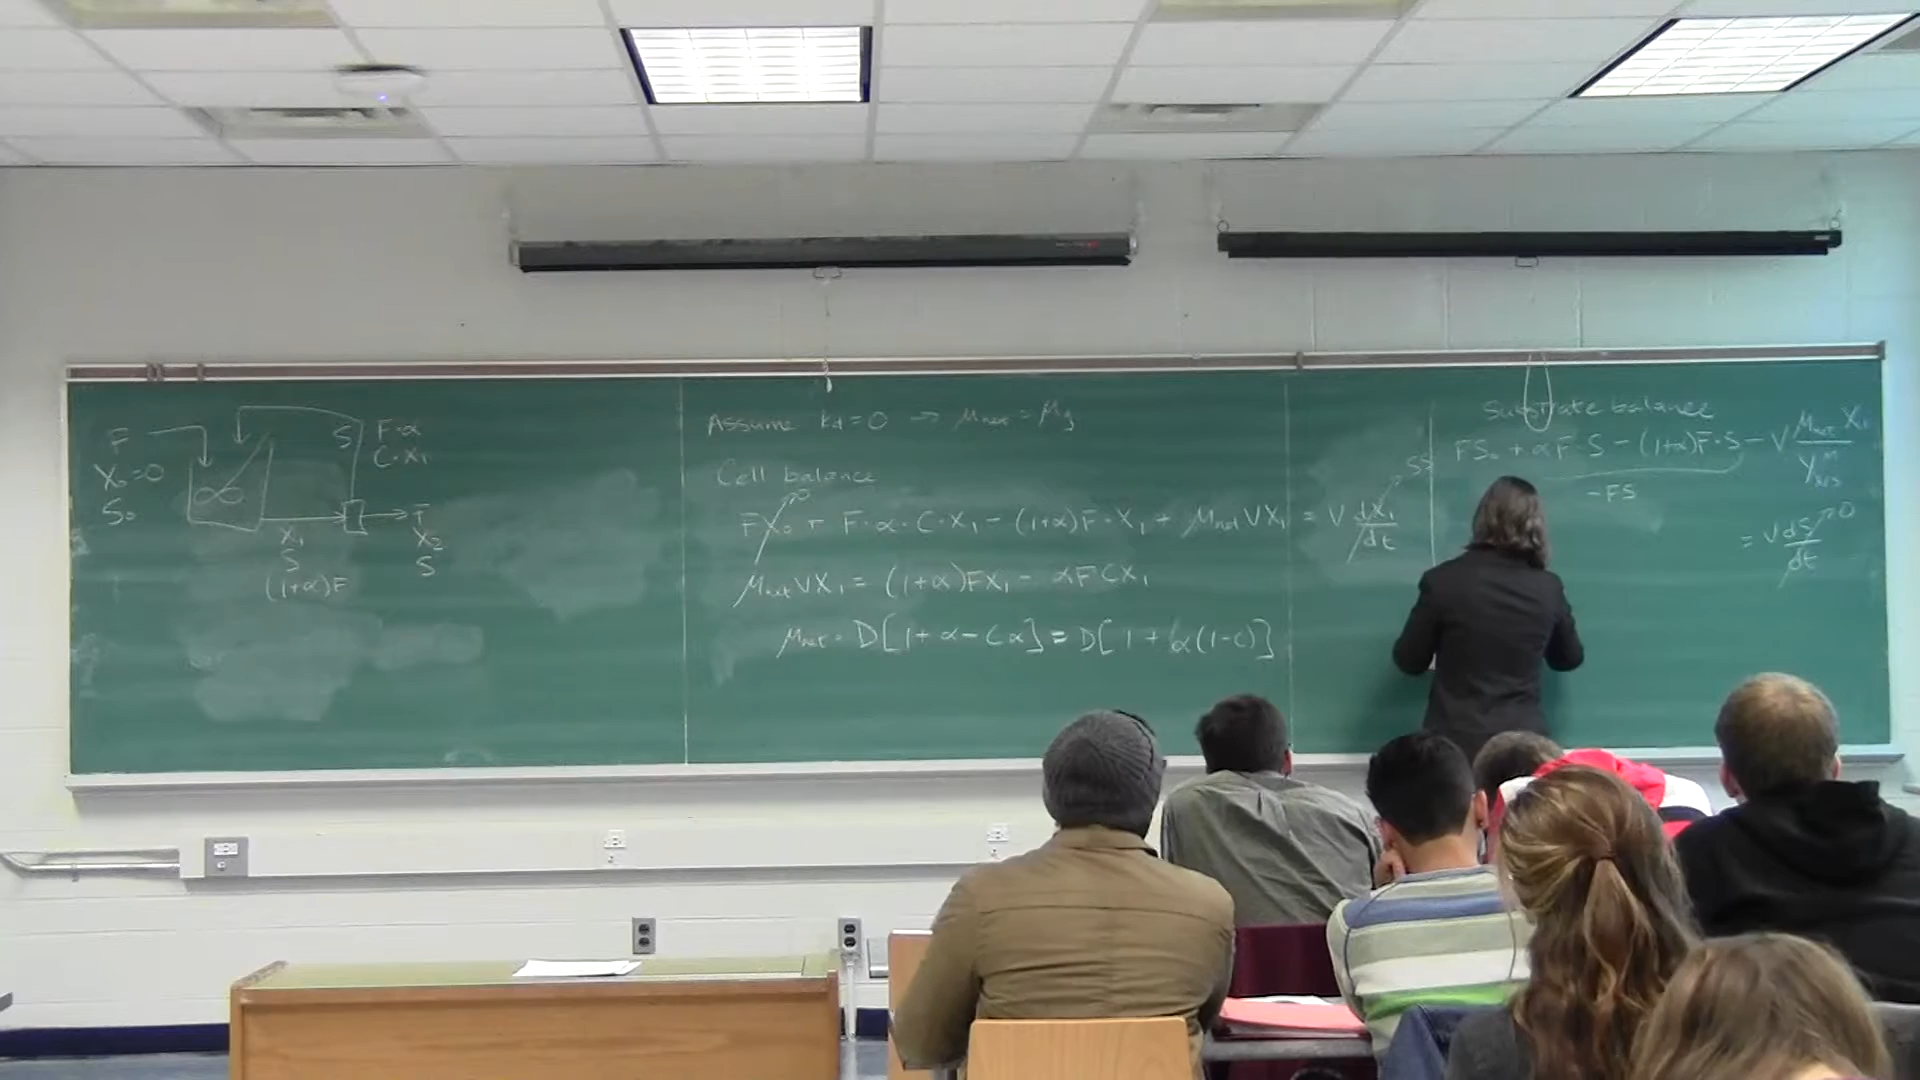 F
X₀=0
S₀
∞
S
F·α
C·X₁
X₁
S
(1+α)F
F
X₂
S
Assume kd=0 → μnet = μg
Cell balance
FX₀ + F·α·C·X₁ - (1+α)F·X₁ + μnet VX₁ = V dX₁/dt
0
SS
μnet VX₁ = (1+α)FX₁ - αFCX₁
μnet = D[1+α-Cα] = D[1+α(1-C)]
Substrate balance
FS₀ + αF·S - (1+α)F·S - V μnet X₁/Y^M X/S
-FS
= V dS/dt
0